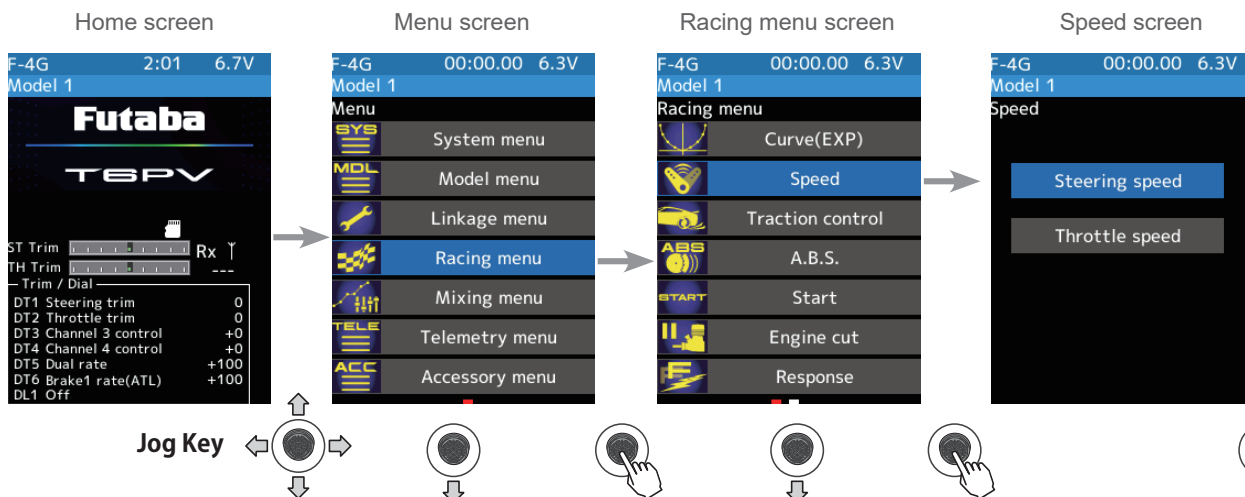 Home screen
Menu screen
Racing menu screen
Speed screen
F-4G 2:01 6.7V
Model 1
Futaba
T6PV
ST Trim Rx
TH Trim ---
Trim / Dial
DT1 Steering trim 0
DT2 Throttle trim 0
DT3 Channel 3 control +0
DT4 Channel 4 control +0
DT5 Dual rate +100
DT6 Brake1 rate(ATL) +100
DL1 Off
F-4G 00:00.00 6.3V
Model 1
Menu
SYS System menu
MDL Model menu
Linkage menu
Racing menu
Mixing menu
TELE Telemetry menu
ACC Accessory menu
F-4G 00:00.00 6.3V
Model 1
Racing menu
Curve(EXP)
Speed
Traction control
ABS A.B.S.
START Start
Engine cut
Response
F-4G 00:00.00 6.3V
Model 1
Speed
Steering speed
Throttle speed
Jog Key